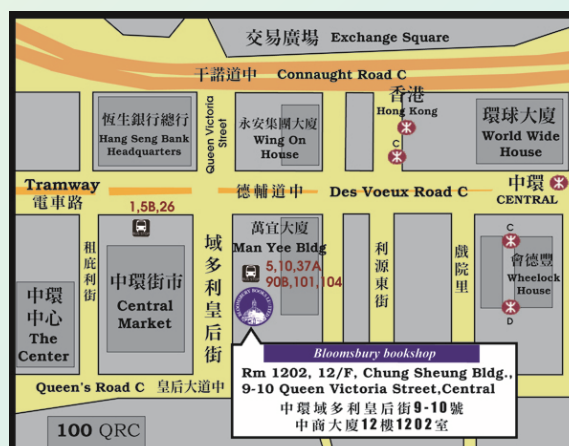 交易廣場 Exchange Square
干諾道中 Connaught Road C
香港
Hong Kong
C
恆生銀行總行
Hang Seng Bank
Headquarters
Queen Victoria
Street
永安集團大廈
Wing On
House
環球大廈
World Wide
House
Tramway
電車路
德輔道中 Des Voeux Road C
中環
CENTRAL
1,5B,26
租庇利街
中環街市
Central
Market
域多利皇后街
萬宜大廈
Man Yee Bldg
5,10,37A
90B,101,104
利源東街
戲院里
C
會德豐
Wheelock
House
D
中環
中心
The
Center
Bloomsbury bookshop
Rm 1202, 12/F, Chung Sheung Bldg.,
9-10 Queen Victoria Street,Central
中環域多利皇后街9-10號
中商大廈12樓1202室
Queen's Road C 皇后大道中
100 QRC